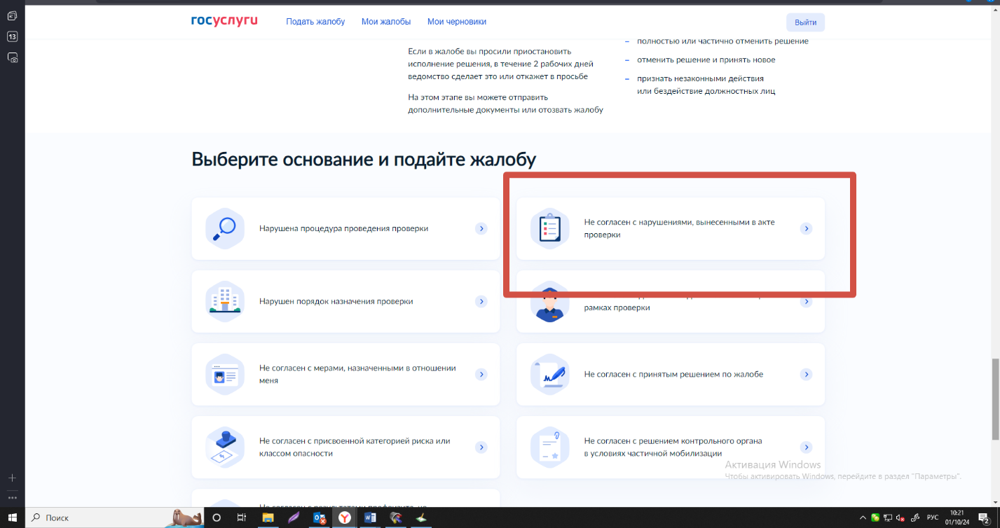 13
госуслуги
Подать жалобу
Мои жалобы
Мои черновики
Выйти
Если в жалобе вы просили приостановить
исполнение решения, в течение 2 рабочих дней
ведомство сделает это или откажет в просьбе
На этом этапе вы можете отправить
дополнительные документы или отозвать жалобу
– полностью или частично отменить решение
– отменить решение и принять новое
– признать незаконными действия
или бездействие должностных лиц
Выберите основание и подайте жалобу
Нарушена процедура проведения проверки
Не согласен с нарушениями, вынесенными в акте
проверки
Нарушен порядок назначения проверки
рамках проверки
Не согласен с мерами, назначенными в отношении
меня
Не согласен с принятым решением по жалобе
Не согласен с присвоенной категорией риска или
классом опасности
Не согласен с решением контрольного органа
в условиях частичной мобилизации
Активация Windows
Чтобы активировать Windows, перейдите в раздел "Параметры".
Не согласен с результатами профвизита, не
Поиск
РУС
10:21
01/10/24
2